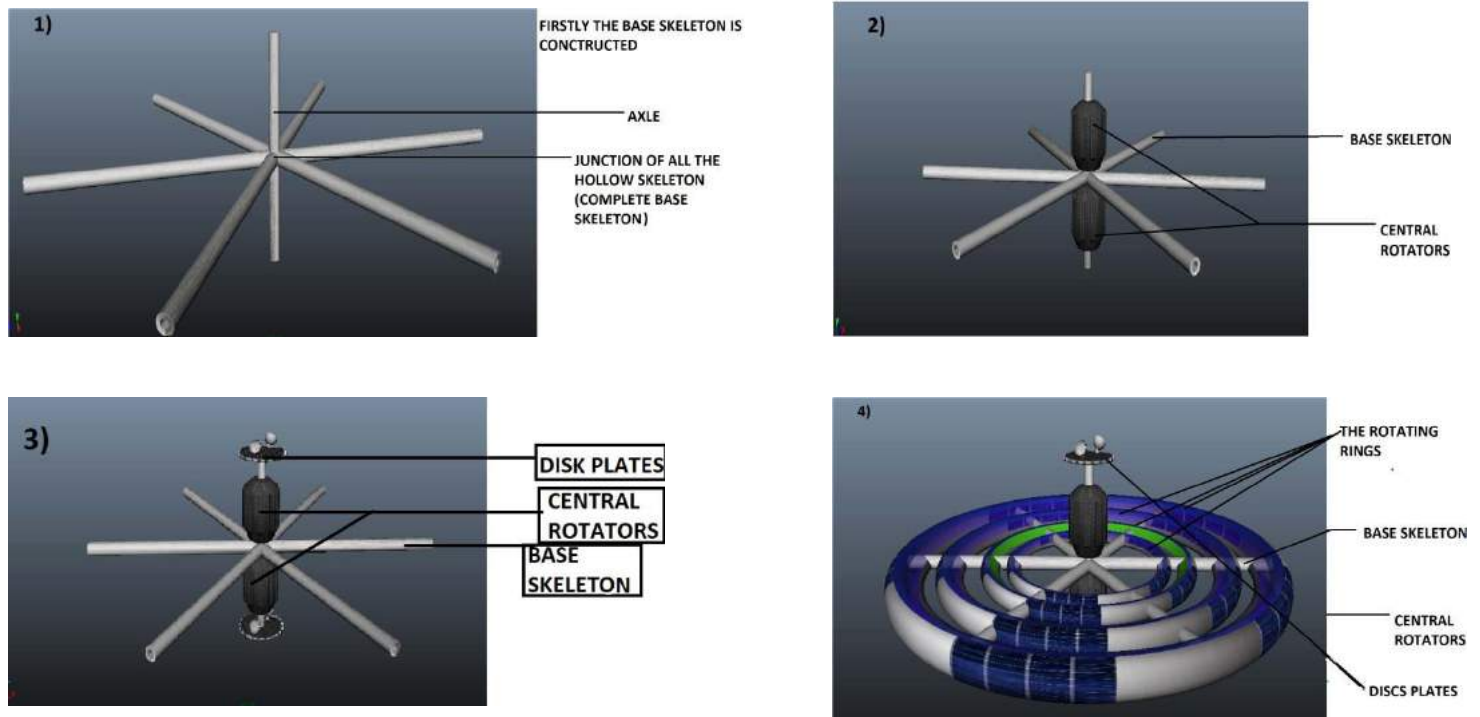 1)
FIRSTLY THE BASE SKELETON IS
CONCTRUCTED
AXLE
JUNCTION OF ALL THE
HOLLOW SKELETON
(COMPLETE BASE
SKELETON)
2)
BASE SKELETON
CENTRAL
ROTATORS
3)
DISK PLATES
CENTRAL
ROTATORS
BASE
SKELETON
4)
THE ROTATING
RINGS
BASE SKELETON
CENTRAL
ROTATORS
DISCS PLATES